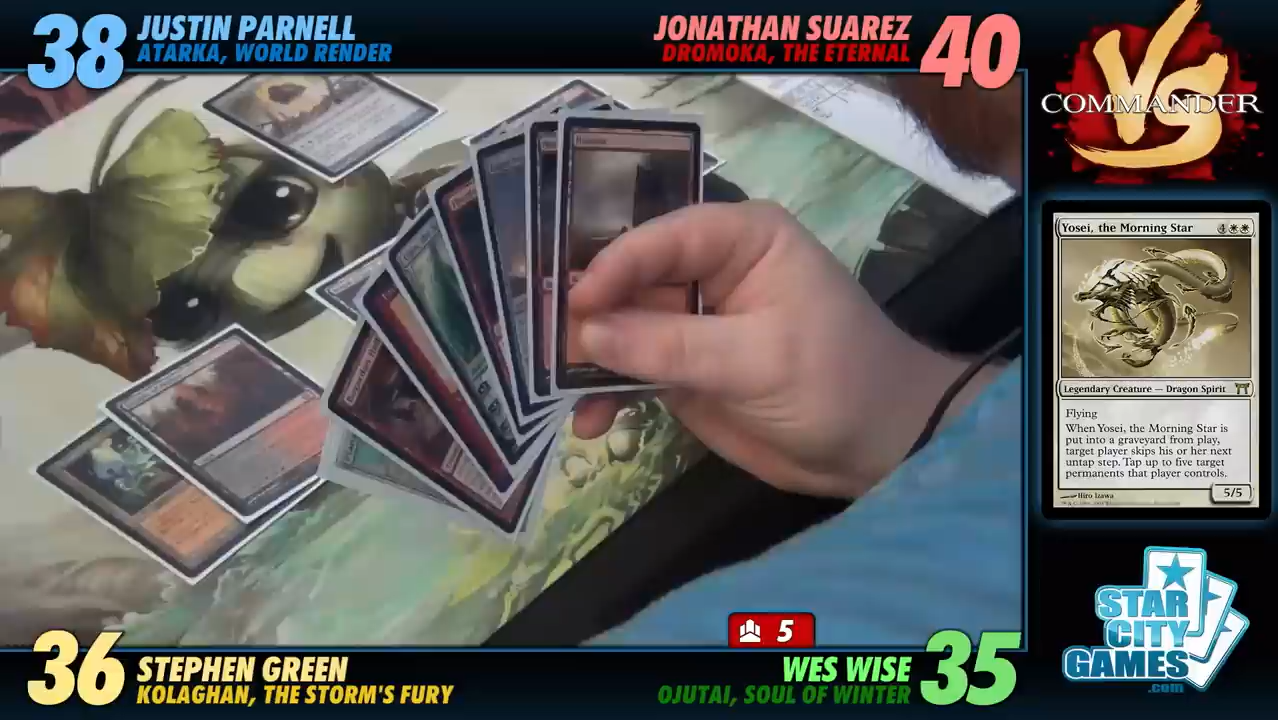 38
JUSTIN PARNELL
ATARKA, WORLD RENDER
JONATHAN SUAREZ
DROMOKA, THE ETERNAL
40
VS
COMMANDER
Yosei, the Morning Star 4
Legendary Creature — Dragon Spirit
Flying
When Yosei, the Morning Star is
put into a graveyard from play,
target player skips his or her next
untap step. Tap up to five target
permanents that player controls.
Hiro Izawa
5/5
36
STEPHEN GREEN
KOLAGHAN, THE STORM'S FURY
5
WES WISE
OJUTAI, SOUL OF WINTER
35
STAR
CITY
GAMES
.com